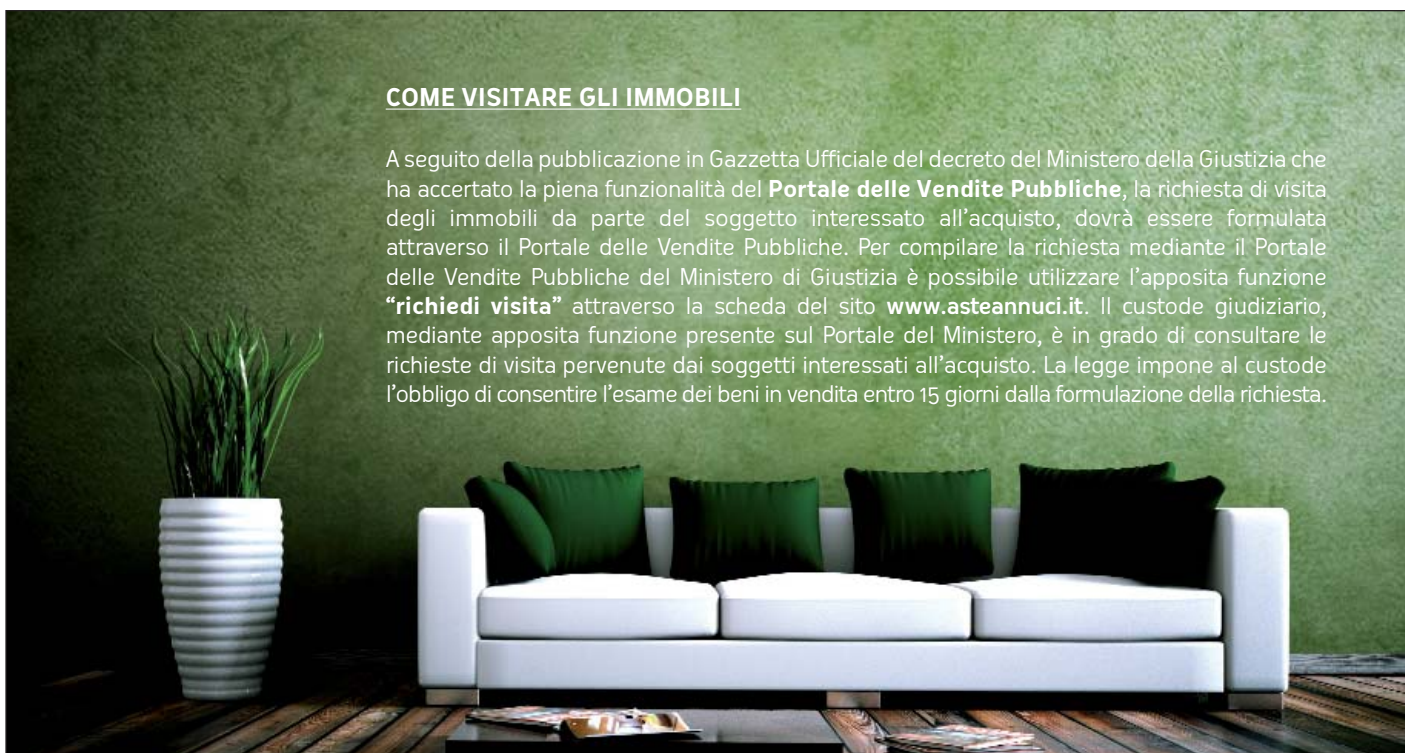 COME VISITARE GLI IMMOBILI
A seguito della pubblicazione in Gazzetta Ufficiale del decreto del Ministero della Giustizia che
ha accertato la piena funzionalità del Portale delle Vendite Pubbliche, la richiesta di visita
degli immobili da parte del soggetto interessato all'acquisto, dovrà essere formulata
attraverso il Portale delle Vendite Pubbliche. Per compilare la richiesta mediante il Portale
delle Vendite Pubbliche del Ministero di Giustizia è possibile utilizzare l'apposita funzione
“richiedi visita” attraverso la scheda del sito www.asteannuci.it. Il custode giudiziario,
mediante apposita funzione presente sul Portale del Ministero, è in grado di consultare le
richieste di visita pervenute dai soggetti interessati all'acquisto. La legge impone al custode
l'obbligo di consentire l'esame dei beni in vendita entro 15 giorni dalla formulazione della richiesta.